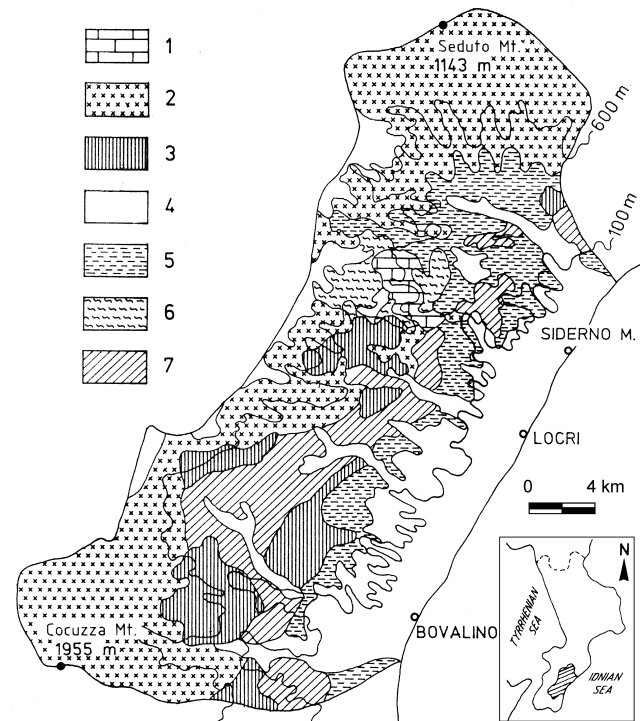 1
2
3
4
5
6
7
Seduto Mt.
1143 m
600 m
100 m
SIDERNO M.
LOCRI
0 4 km
BOVALINO
Cocuzza Mt.
1955 m
N
TYRRHENIAN
SEA
IDNIAN
SEA